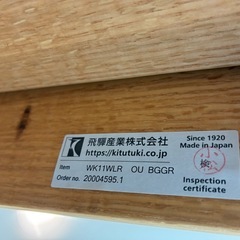 飛騨産業株式会社
https://kitutuki.co.jp
Since 1920
Made in Japan
Item WK11WLR OU BGGR
Order no. 20004595.1
Inspection
certificate